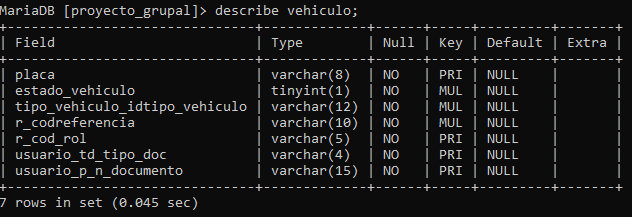 MariaDB [proyecto_grupal]> describe vehiculo;
+----------------------------+-------------+------+-----+---------+-------+
| Field                      | Type        | Null | Key | Default | Extra |
+----------------------------+-------------+------+-----+---------+-------+
| placa                      | varchar(8)  | NO   | PRI | NULL    |       |
| estado_vehiculo            | tinyint(1)  | NO   | MUL | NULL    |       |
| tipo_vehiculo_idtipo_vehiculo | varchar(12) | NO   | MUL | NULL    |       |
| r_codreferencia            | varchar(10) | NO   | MUL | NULL    |       |
| r_cod_rol                  | varchar(5)  | NO   | PRI | NULL    |       |
| usuario_td_tipo_doc        | varchar(4)  | NO   | PRI | NULL    |       |
| usuario_p_n_documento      | varchar(15) | NO   | PRI | NULL    |       |
+----------------------------+-------------+------+-----+---------+-------+
7 rows in set (0.045 sec)